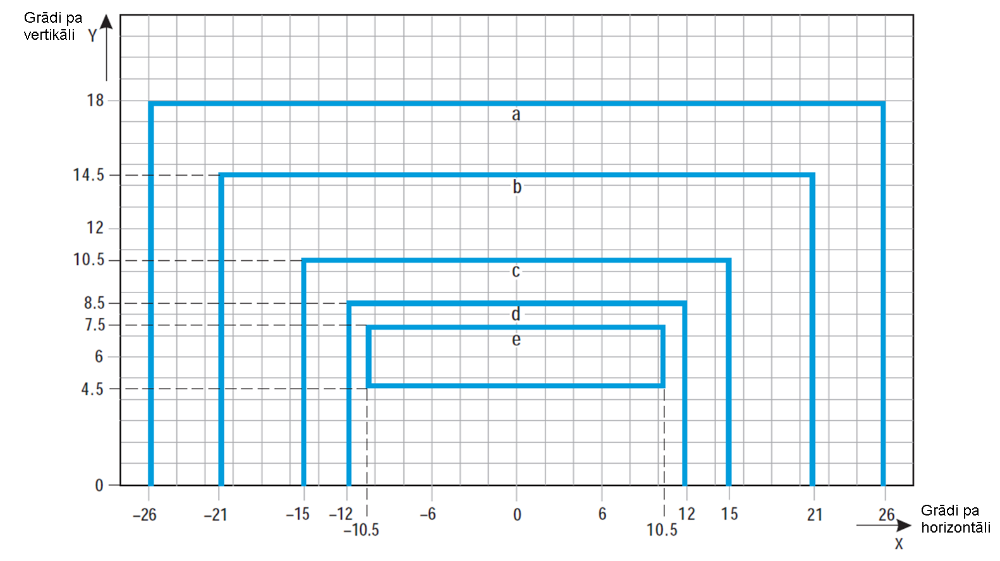 Grādi pa
vertikāli
Y
18
a
14.5
b
12
10.5
c
8.5
d
7.5
e
6
4.5
0
–26
–21
–15
–12
–10.5
–6
0
6
10.5
12
15
21
26
Grādi pa
horizontāli
X